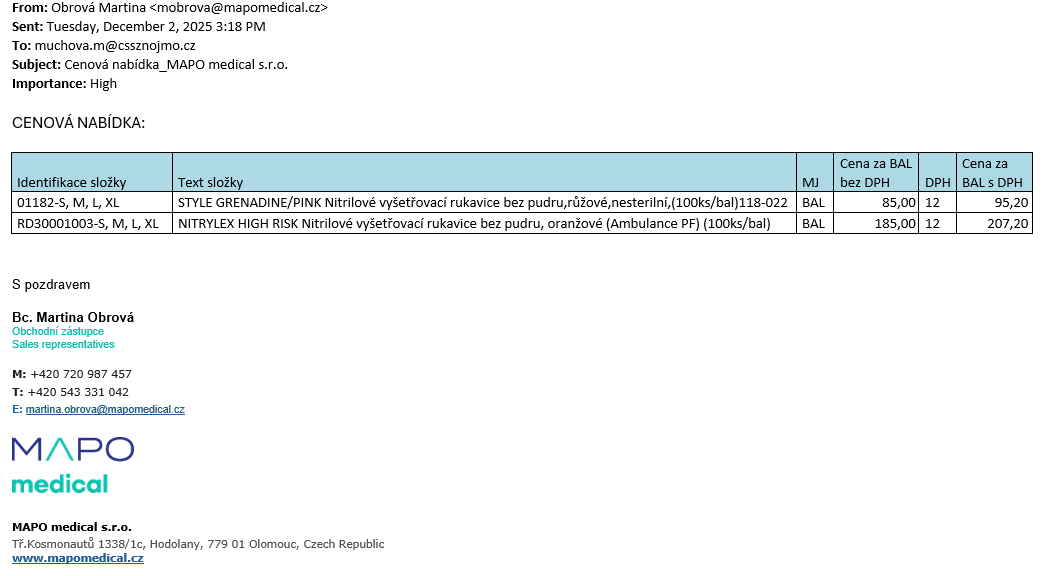 From: Obrová Martina <mobrova@mapomedical.cz>
Sent: Tuesday, December 2, 2025 3:18 PM
To: muchova.m@cssznojmo.cz
Subject: Cenová nabídka_MAPO medical s.r.o.
Importance: High
CENOVÁ NABÍDKA:
Identifikace složky Text složky MJ Cena za BAL bez DPH DPH Cena za BAL s DPH
01182-S, M, L, XL STYLE GRENADINE/PINK Nitrilové vyšetřovací rukavice bez pudru,růžové,nesterilní,(100ks/bal)118-022 BAL 85,00 12 95,20
RD30001003-S, M, L, XL NITRYLEX HIGH RISK Nitrilové vyšetřovací rukavice bez pudru, oranžové (Ambulance PF) (100ks/bal) BAL 185,00 12 207,20
S pozdravem
Bc. Martina Obrová
Obchodní zástupce
Sales representatives
M: +420 720 987 457
T: +420 543 331 042
E: martina.obrova@mapomedical.cz
MAPO
medical
MAPO medical s.r.o.
Tř.Kosmonautů 1338/1c, Hodolany, 779 01 Olomouc, Czech Republic
www.mapomedical.cz